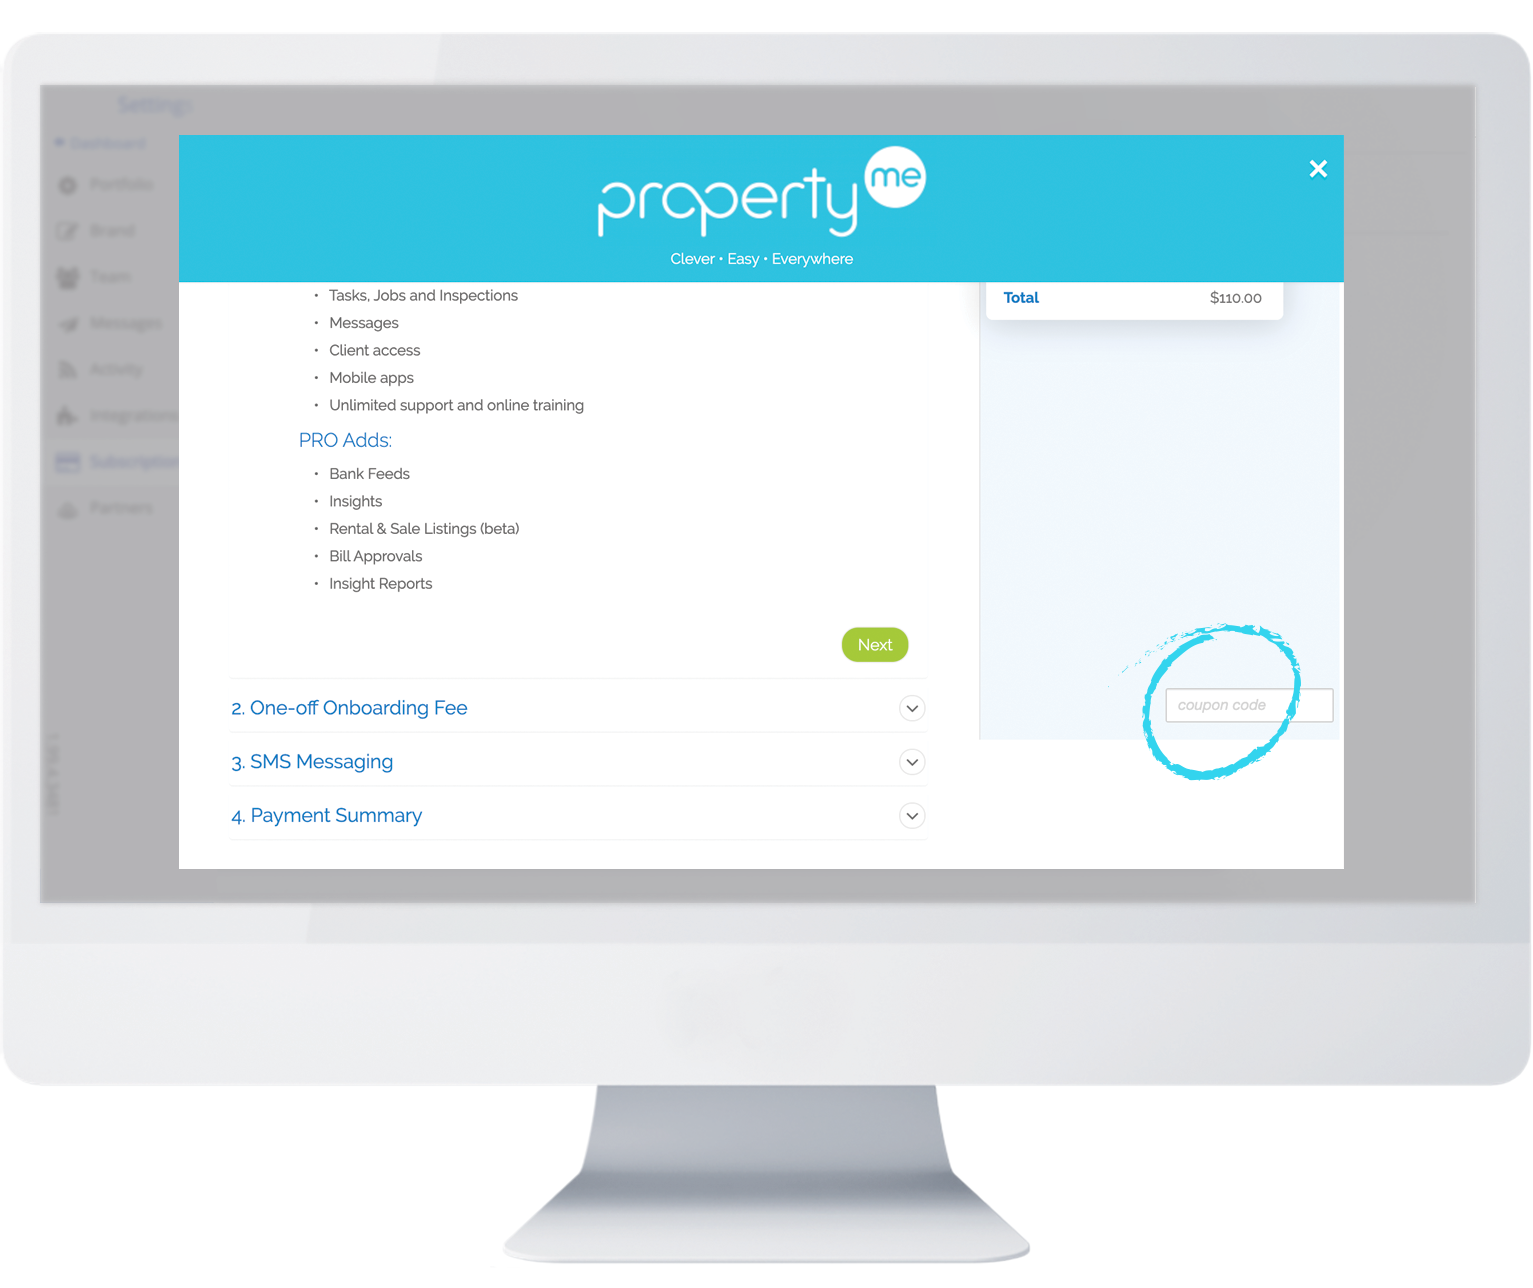 Settings
Dashboard
Portfolio
Brand
Team
Messages
Activity
Integrations
Subscription
Partners
property me
Clever • Easy • Everywhere
• Tasks, Jobs and Inspections
• Messages
• Client access
• Mobile apps
• Unlimited support and online training
PRO Adds:
• Bank Feeds
• Insights
• Rental & Sale Listings (beta)
• Bill Approvals
• Insight Reports
Next
2. One-off Onboarding Fee
3. SMS Messaging
4. Payment Summary
Total $110.00
coupon code